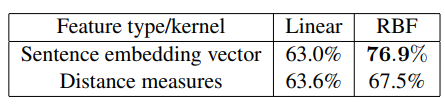 Feature type/kernel Linear RBF
Sentence embedding vector 63.0% 76.9%
Distance measures 63.6% 67.5%